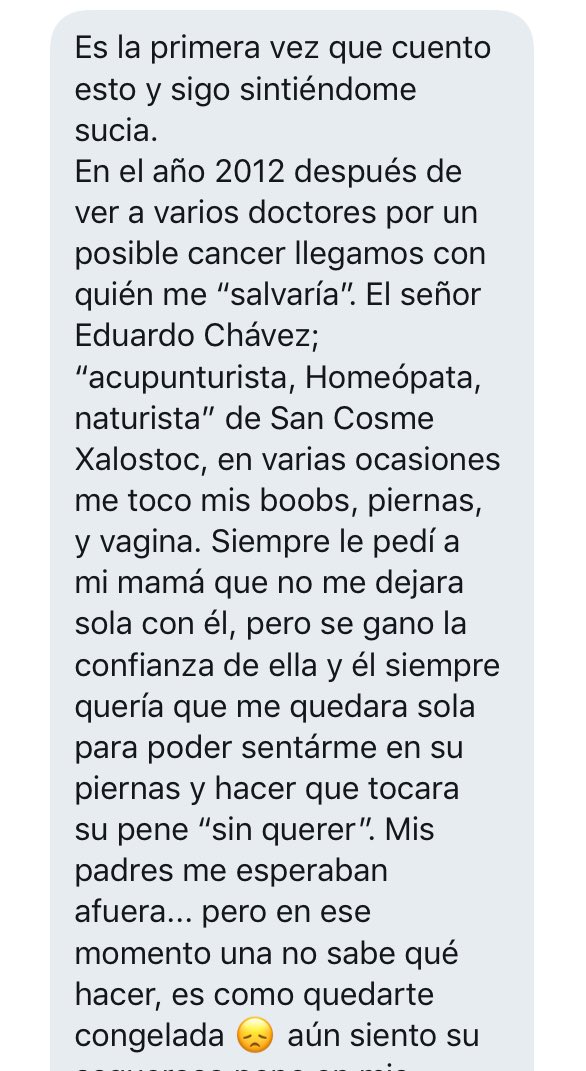 Es la primera vez que cuento
esto y sigo sintiéndome
sucia.
En el año 2012 después de
ver a varios doctores por un
posible cancer llegamos con
quién me “salvaría”. El señor
Eduardo Chávez;
“acupunturista, Homeópata,
naturista” de San Cosme
Xalostoc, en varias ocasiones
me toco mis boobs, piernas,
y vagina. Siempre le pedí a
mi mamá que no me dejara
sola con él, pero se gano la
confianza de ella y él siempre
quería que me quedara sola
para poder sentárme en su
piernas y hacer que tocara
su pene “sin querer”. Mis
padres me esperaban
afuera... pero en ese
momento una no sabe qué
hacer, es como quedarte
congelada 😞 aún siento su